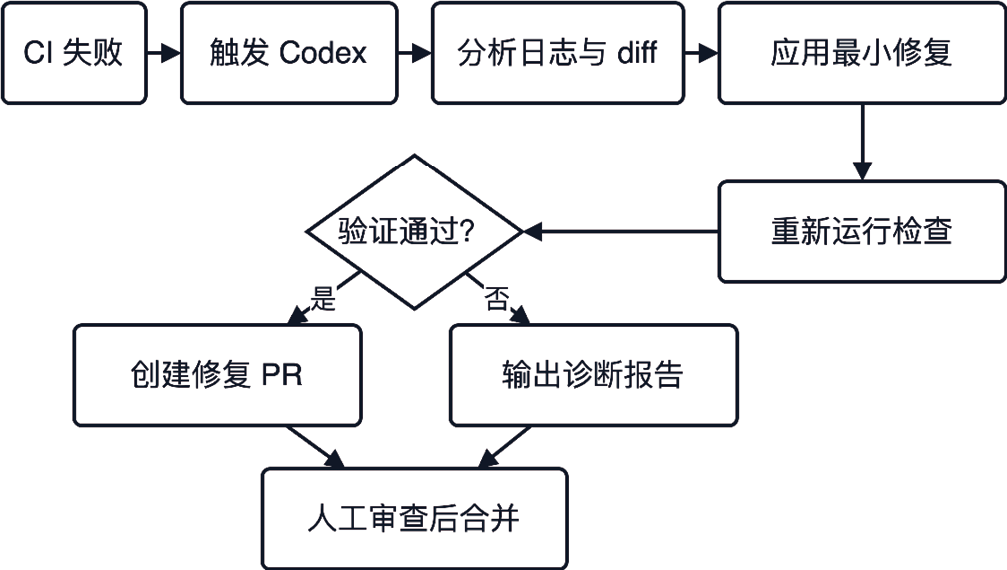 CI 失败
触发 Codex
分析日志与 diff
应用最小修复
重新运行检查
验证通过?
是
否
创建修复 PR
输出诊断报告
人工审查后合并